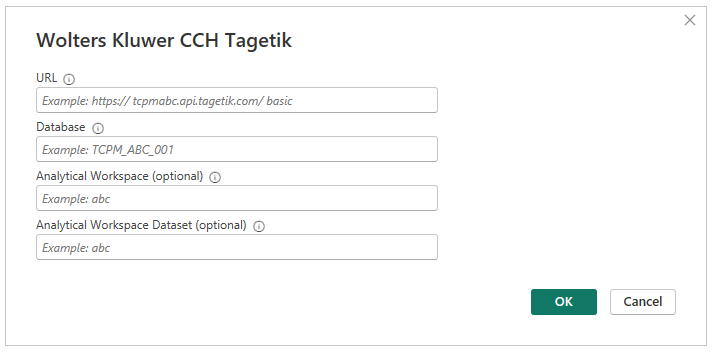 Wolters Kluwer CCH Tagetik
URL
Example: https:// tcpmabc.api.tagetik.com/ basic
Database
Example: TCPM_ABC_001
Analytical Workspace (optional)
Example: abc
Analytical Workspace Dataset (optional)
Example: abc
OK Cancel